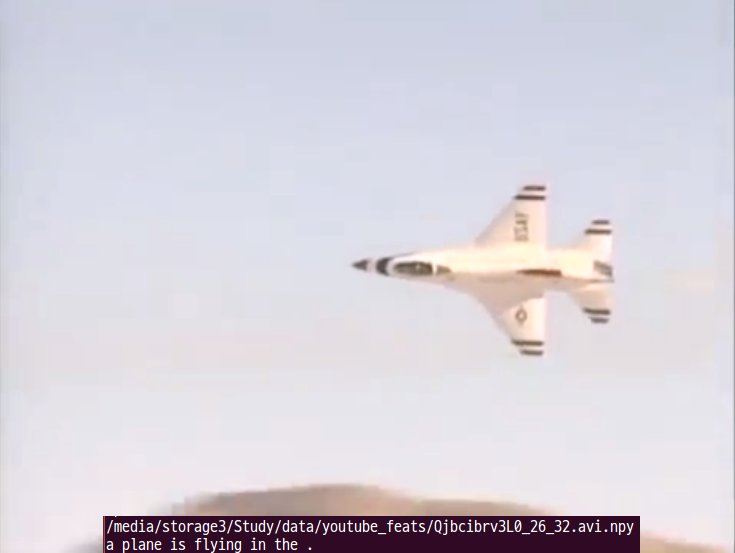 USAF
/media/storage3/Study/data/youtube_feats/Qjbcibrv3L0_26_32.avi.npy
a plane is flying in the .